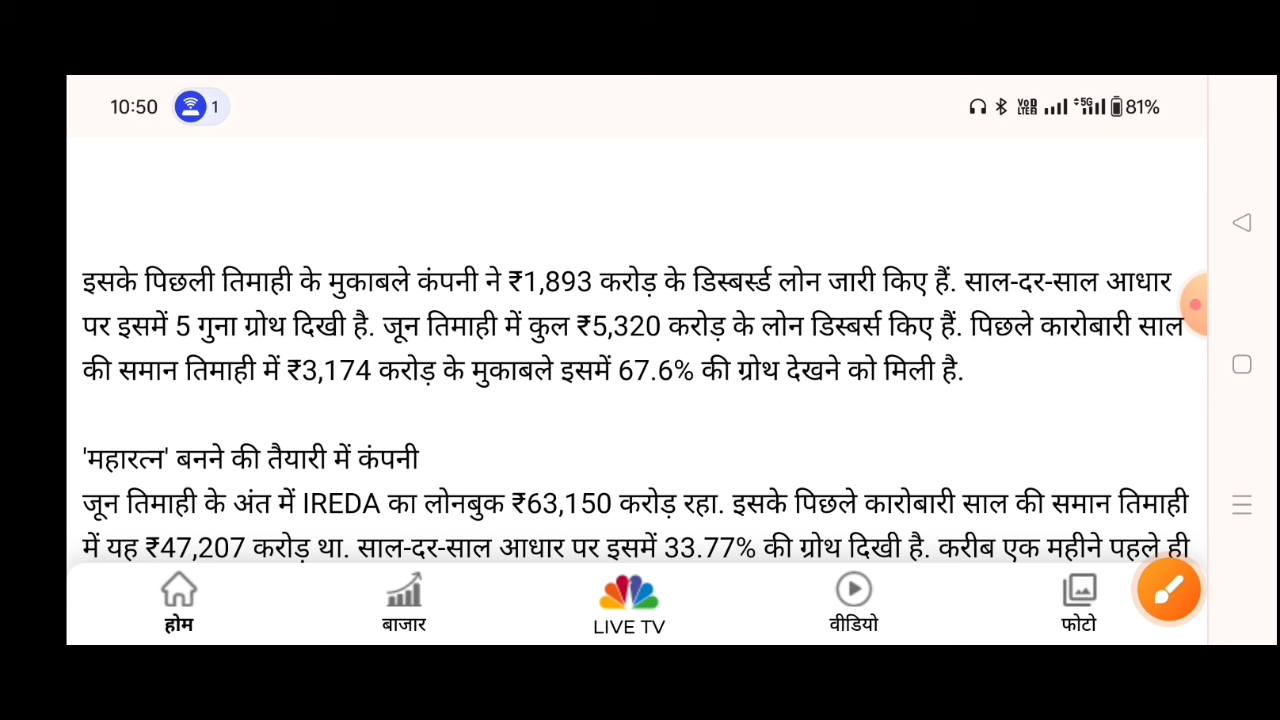 10:50 1 VoD LTE2 5G 81%
इसके पिछली तिमाही के मुकाबले कंपनी ने ₹1,893 करोड़ के डिस्बर्स्ड लोन जारी किए हैं. साल-दर-साल आधार
पर इसमें 5 गुना ग्रोथ दिखी है. जून तिमाही में कुल ₹5,320 करोड़ के लोन डिस्बर्स किए हैं. पिछले कारोबारी साल
की समान तिमाही में ₹3,174 करोड़ के मुकाबले इसमें 67.6% की ग्रोथ देखने को मिली है.
'महारत्न' बनने की तैयारी में कंपनी
जून तिमाही के अंत में IREDA का लोनबुक ₹63,150 करोड़ रहा. इसके पिछले कारोबारी साल की समान तिमाही
में यह ₹47,207 करोड़ था. साल-दर-साल आधार पर इसमें 33.77% की ग्रोथ दिखी है. करीब एक महीने पहले ही
होम बाजार LIVE TV वीडियो फोटो